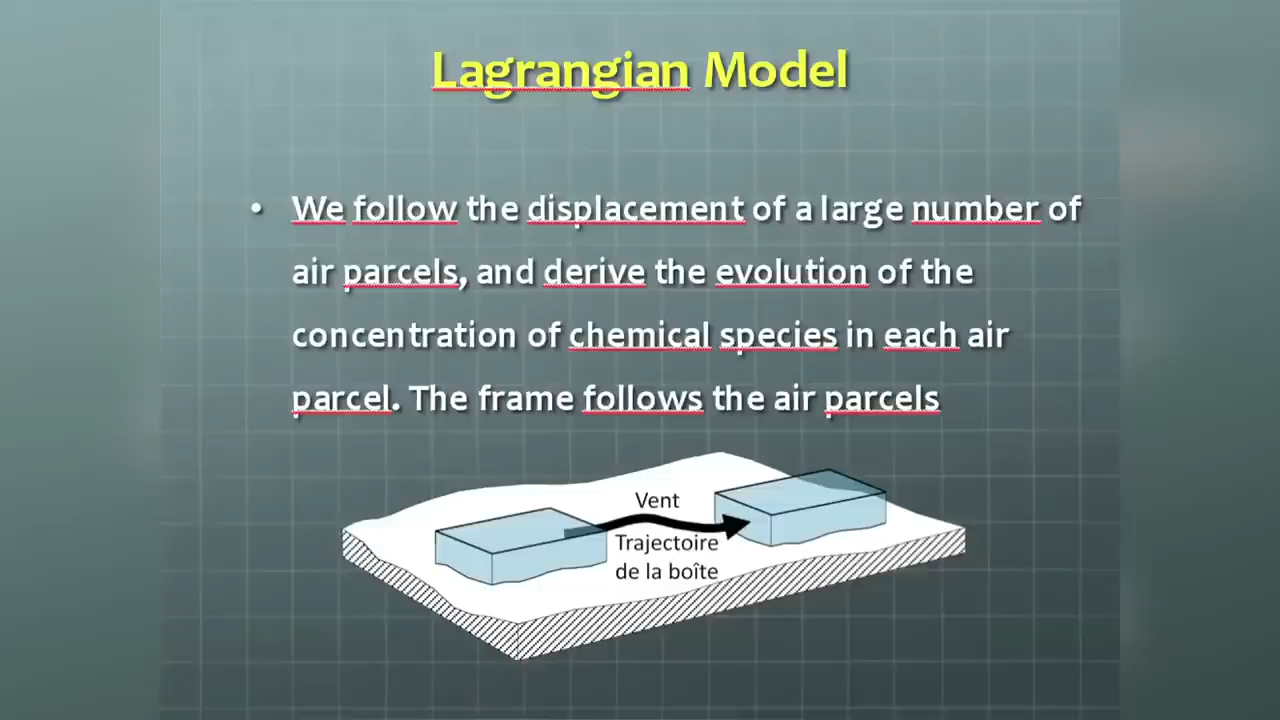 Lagrangian Model
• We follow the displacement of a large number of
air parcels, and derive the evolution of the
concentration of chemical species in each air
parcel. The frame follows the air parcels
Vent
Trajectoire
de la boîte